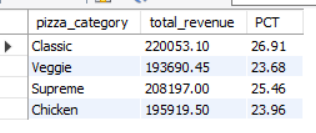 pizza_category total_revenue PCT
Classic 220053.10 26.91
Veggie 193690.45 23.68
Supreme 208197.00 25.46
Chicken 195919.50 23.96